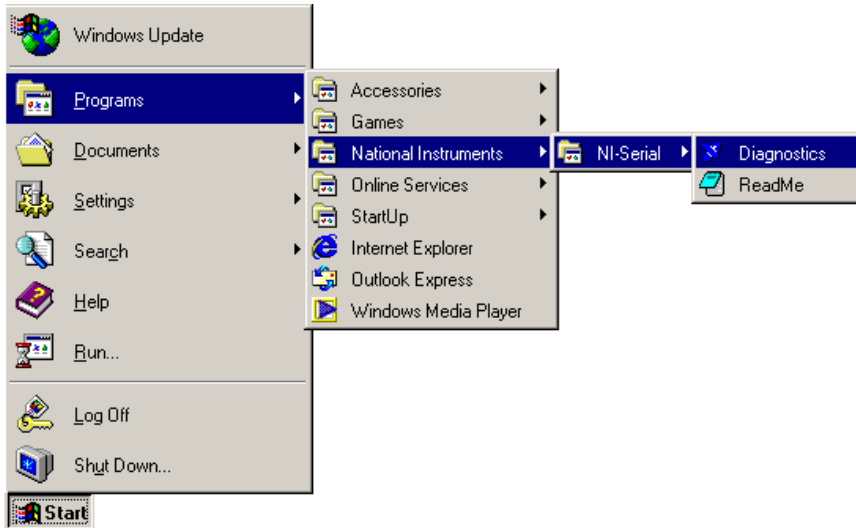 Windows Update
Programs
Documents
Settings
Search
Help
Run...
Log Off
Shut Down...
Start
Accessories
Games
National Instruments
Online Services
StartUp
Internet Explorer
Outlook Express
Windows Media Player
NI-Serial
Diagnostics
ReadMe